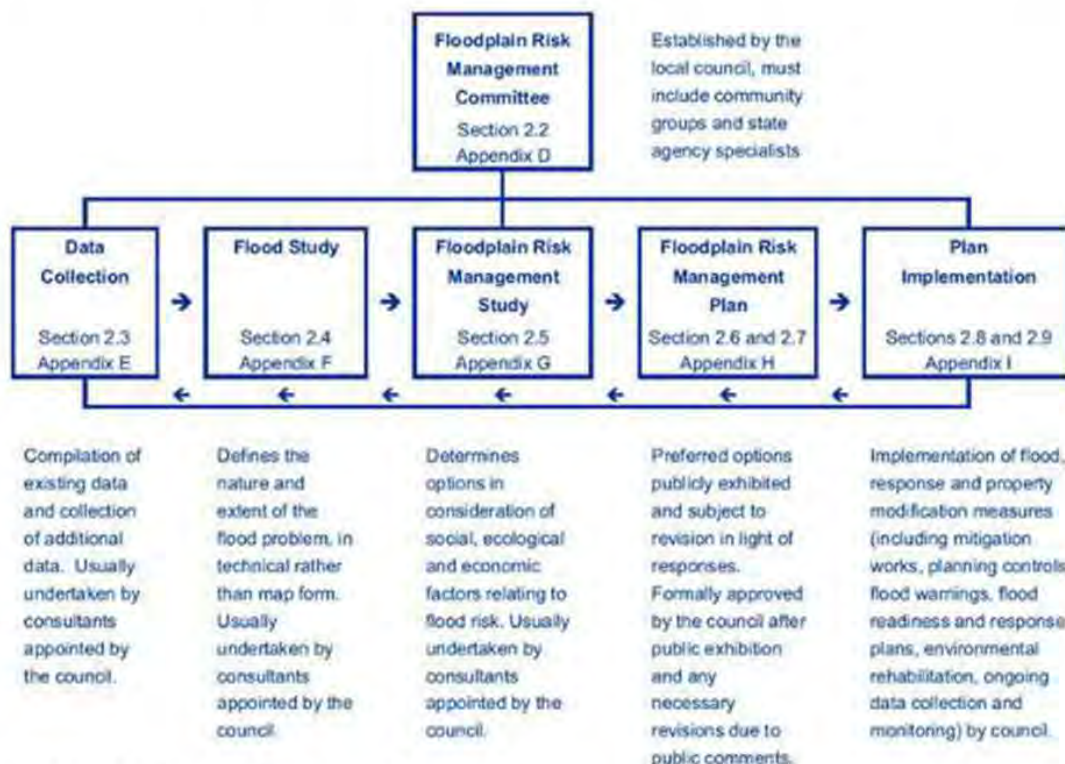 Floodplain Risk
Management
Committee
Section 2.2
Appendix D
Established by the
local council, must
include community
groups and state
agency specialists
Data
Collection
Section 2.3
Appendix E
Flood Study
Section 2.4
Appendix F
Floodplain Risk
Management
Study
Section 2.5
Appendix G
Floodplain Risk
Management
Plan
Section 2.6 and 2.7
Appendix H
Plan
Implementation
Sections 2.8 and 2.9
Appendix I
Compilation of
existing data
and collection
of additional
data. Usually
undertaken by
consultants
appointed by
the council.
Defines the
nature and
extent of the
flood problem, in
technical rather
than map form.
Usually
undertaken by
consultants
appointed by the
council.
Determines
options in
consideration of
social, ecological
and economic
factors relating to
flood risk. Usually
undertaken by
consultants
appointed by the
council.
Preferred options
publicly exhibited
and subject to
revision in light of
responses.
Formally approved
by the council after
public exhibition
and any
necessary
revisions due to
public comments.
Implementation of flood,
response and property
modification measures
(including mitigation
works, planning controls
flood warnings, flood
readiness and response
plans, environmental
rehabilitation, ongoing
data collection and
monitoring) by council.